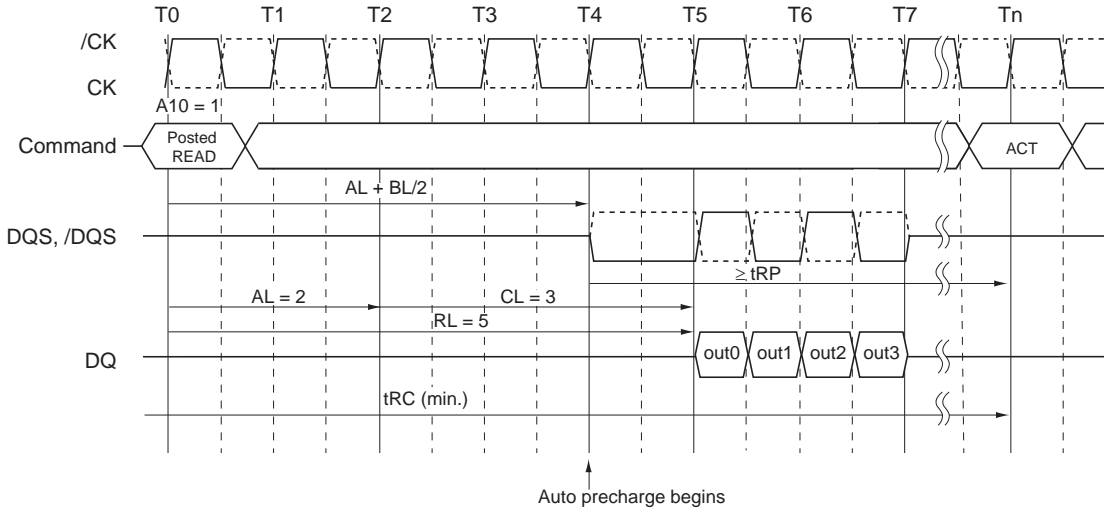 T0 T1 T2 T3 T4 T5 T6 T7 Tn
/CK
CK
A10 = 1
Command
Posted
READ
ACT
AL + BL/2
DQS, /DQS
≥ tRP
AL = 2
CL = 3
RL = 5
DQ
out0 out1 out2 out3
tRC (min.)
Auto precharge begins